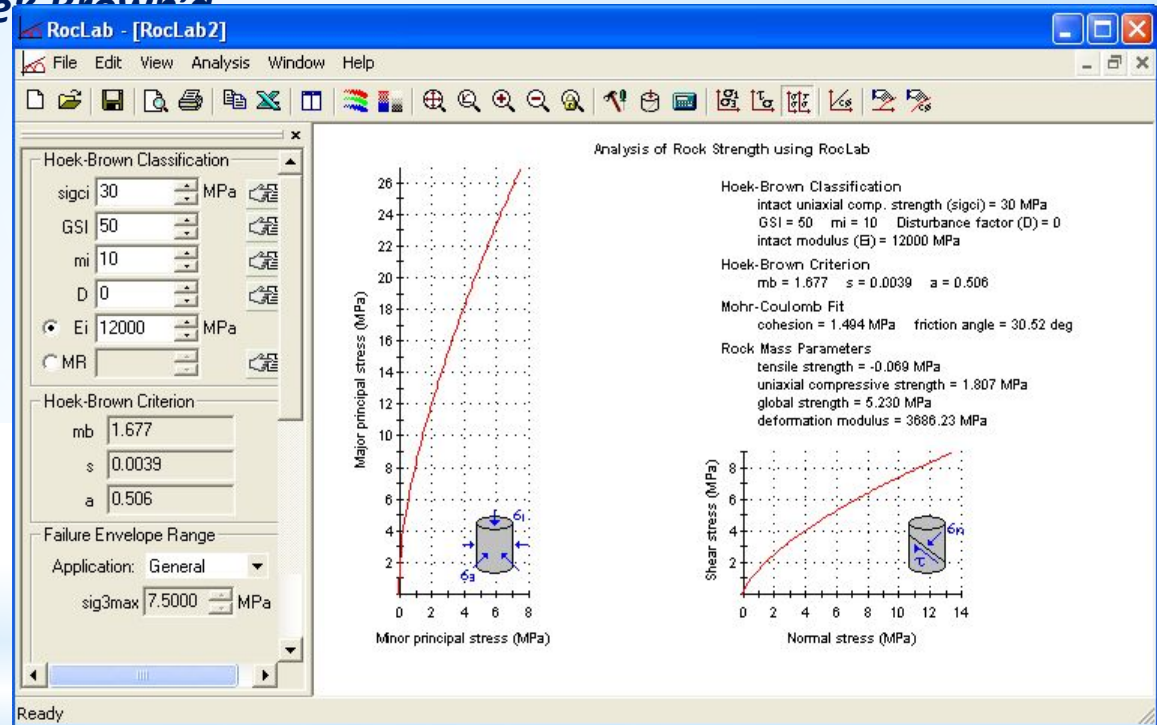 RocLab - [RocLab2]
File Edit View Analysis Window Help
Hoek-Brown Classification
sigci 30 MPa
GSI 50
mi 10
D 0
Ei 12000 MPa
MR
Hoek-Brown Criterion
mb 1.677
s 0.0039
a 0.506
Failure Envelope Range
Application: General
sig3max 7.5000 MPa
Analysis of Rock Strength using RocLab
Hoek-Brown Classification
intact uniaxial comp. strength (sigci) = 30 MPa
GSI = 50 mi = 10 Disturbance factor (D) = 0
intact modulus (Ei) = 12000 MPa
Hoek-Brown Criterion
mb = 1.677 s = 0.0039 a = 0.506
Mohr-Coulomb Fit
cohesion = 1.494 MPa friction angle = 30.52 deg
Rock Mass Parameters
tensile strength = -0.069 MPa
uniaxial compressive strength = 1.807 MPa
global strength = 5.230 MPa
deformation modulus = 3686.23 MPa
Major principal stress (MPa)
26
24
22
20
18
16
14
12
10
8
6
4
2
0 2 4 6 8
Minor principal stress (MPa)
σ1
σ3
Shear stress (MPa)
8
6
4
2
0 2 4 6 8 10 12 14
Normal stress (MPa)
σn
τ
Ready